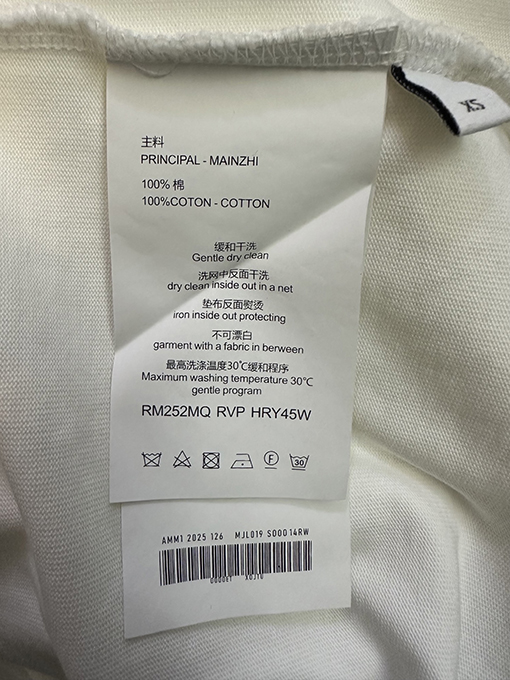 XS
主料
PRINCIPAL - MAINZHI
100% 棉
100%COTON - COTTON
缓和干洗
Gentle dry clean
洗网中反面干洗
dry clean inside out in a net
垫布反面熨烫
iron inside out protecting
不可漂白
garment with a fabric in berween
最高洗涤温度30℃缓和程序
Maximum washing temperature 30℃
gentle program
RM252MQ RVP HRY45W
F
30
AMM1 2025 126 MJL019 S00014RW